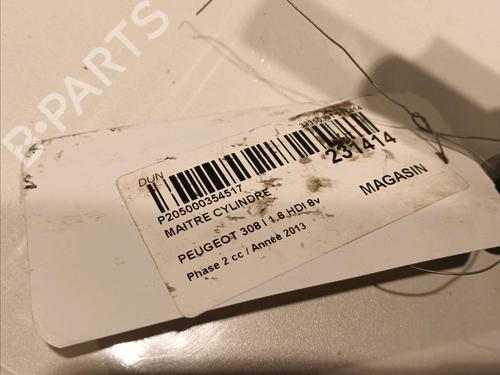 B-PARTS
DUN
231414
P205000354517
MAITRE CYLINDRE
MAGASIN
PEUGEOT 308 I 1.6 HDI 8v
Phase 2 cc / Année 2013